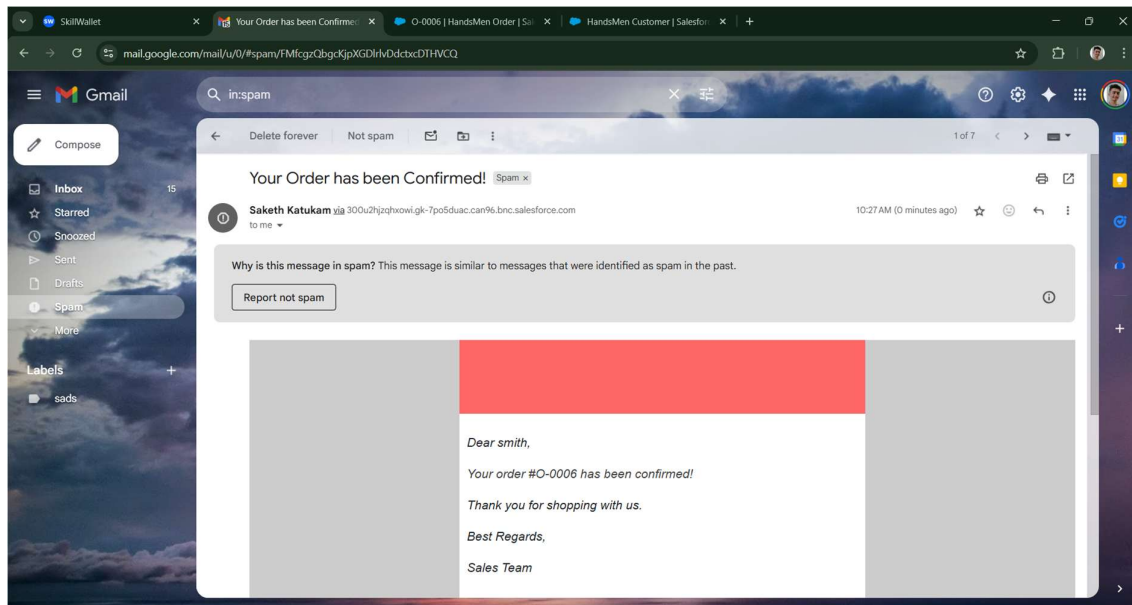 SkillWallet
Your Order has been Confirmed
O-0006 | HandsMen Order | Sal
HandsMen Customer | Salesfor
mail.google.com/mail/u/0/#spam/FMfcgzQbgcKjpXGDlrlvDdctxcDTHVCQ
Gmail
in:spam
Compose
Inbox 15
Starred
Snoozed
Sent
Drafts
Spam
More
Labels
sads
Delete forever Not spam
1 of 7
Your Order has been Confirmed! Spam ×
Saketh Katukam via 300u2hjzqhxowi.gk-7po5duac.can96.bnc.salesforce.com
10:27 AM (0 minutes ago)
to me
Why is this message in spam? This message is similar to messages that were identified as spam in the past.
Report not spam
Dear smith,
Your order #O-0006 has been confirmed!
Thank you for shopping with us.
Best Regards,
Sales Team